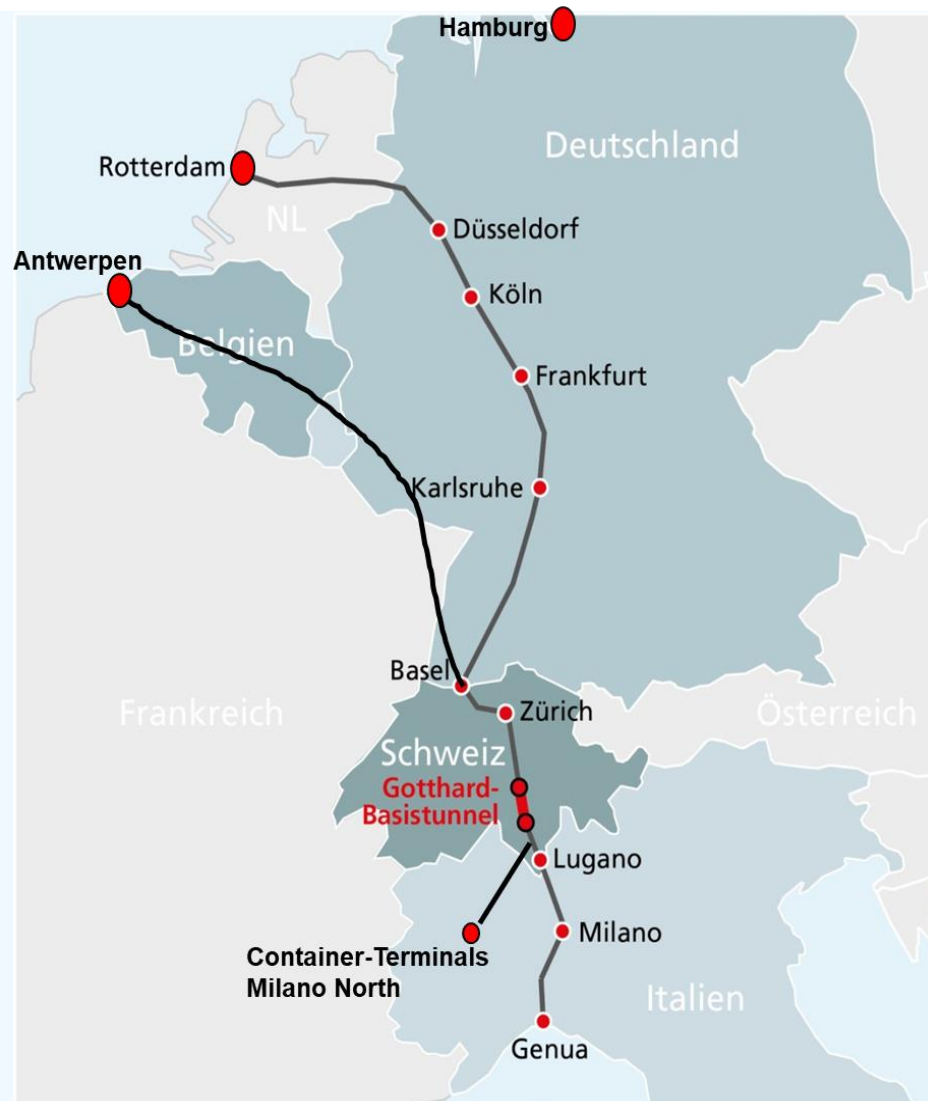 Hamburg
Deutschland
Rotterdam
NL
Düsseldorf
Antwerpen
Köln
Belgien
Frankfurt
Karlsruhe
Basel
Frankreich
Zürich
Österreich
Schweiz
Gotthard-
Basistunnel
Lugano
Milano
Container-Terminals
Milano North
Italien
Genua